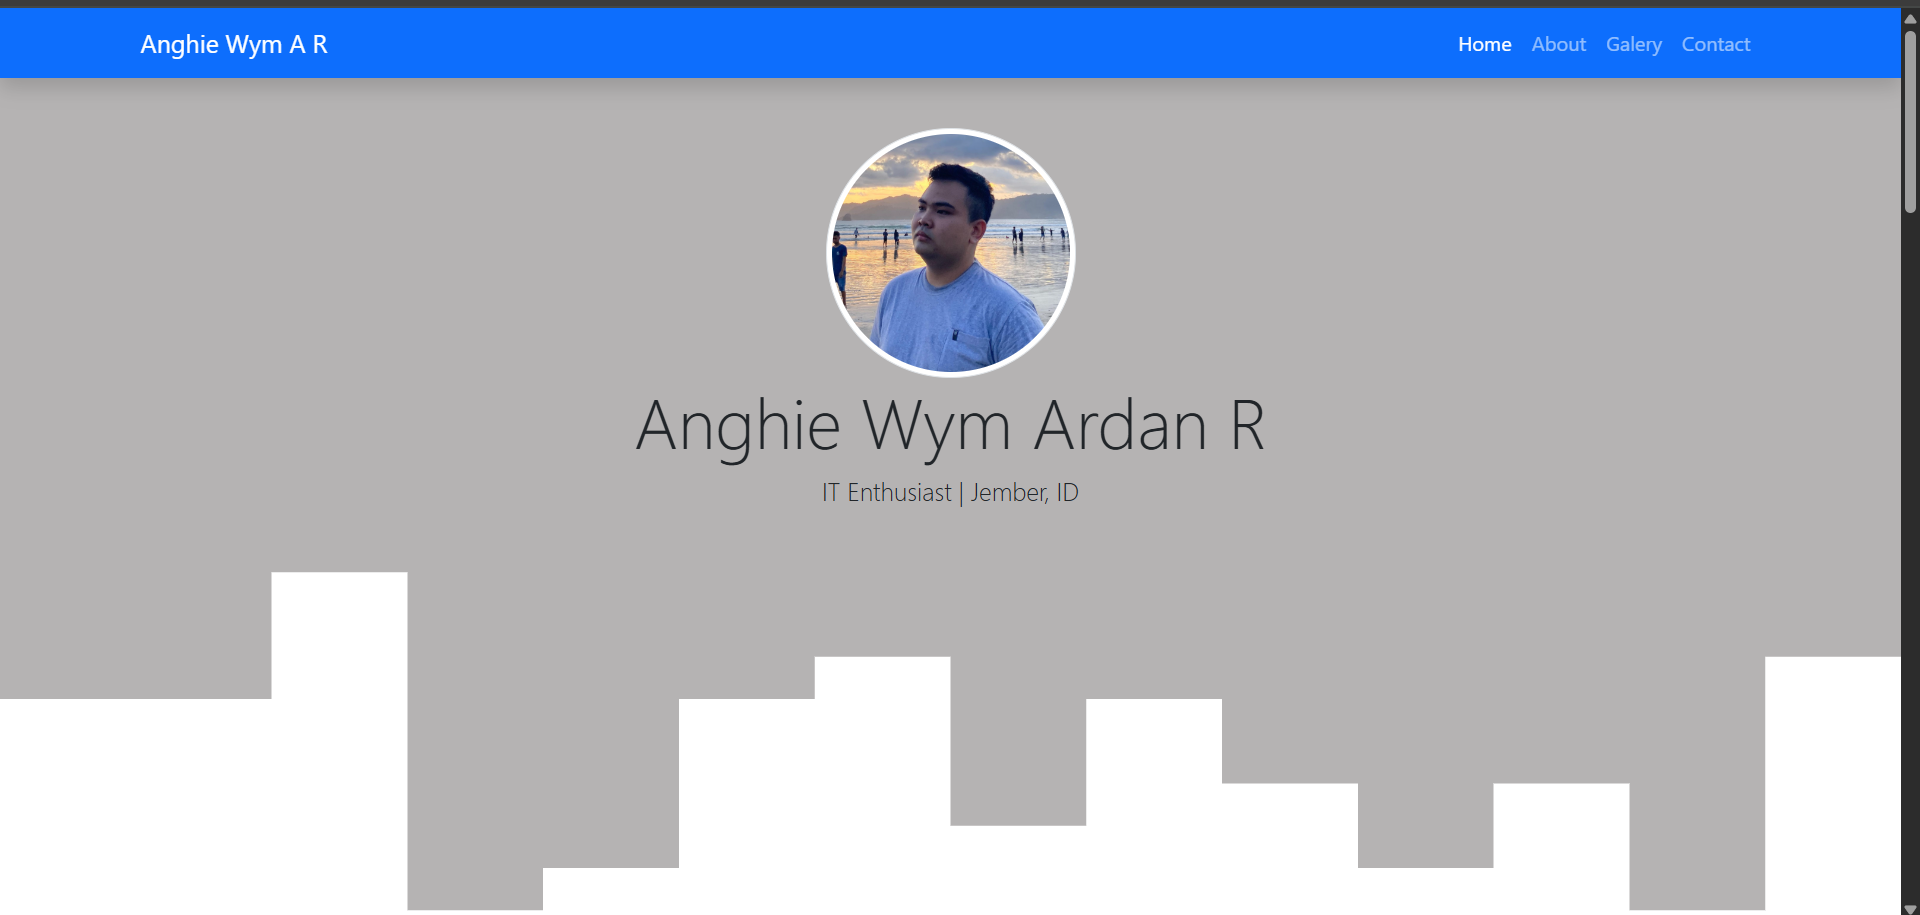 Anghie Wym A R
Home About Galery Contact
Anghie Wym Ardan R
IT Enthusiast | Jember, ID